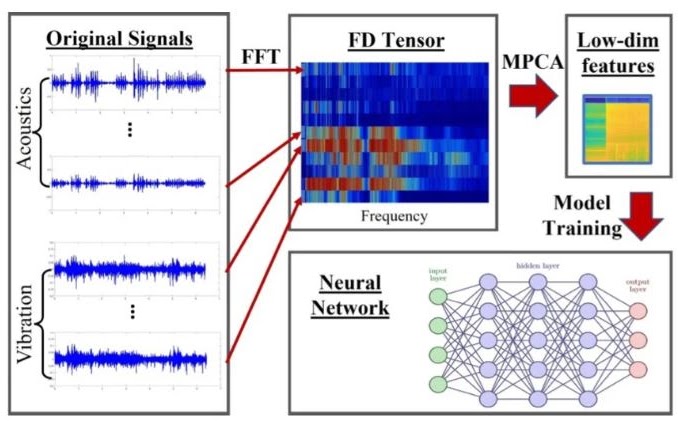 Original Signals
Acoustics
Vibration
FFT
FD Tensor
Frequency
MPCA
Low-dim
features
Model
Training
Neural
Network
input
layer
hidden layer
output
layer